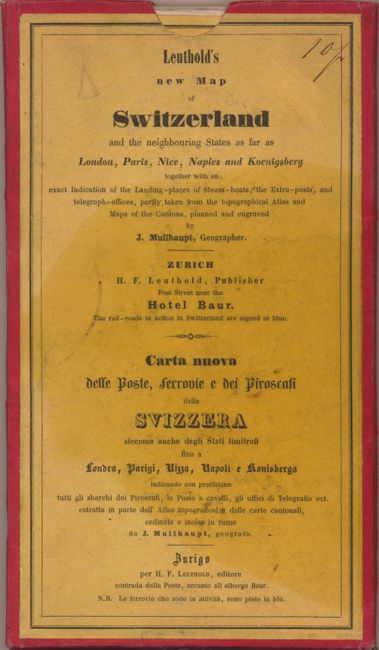 10/
Leuthold's
new Map
of
Switzerland
and the neighbouring States as far as
London, Paris, Nice, Naples and Koenigsberg
together with an
exact Indication of the Landing-places of Steam-boats, the Extra-posts, and
telegraph-offices, partly taken from the topographical Atlas and
Maps of the Cantons, planned and engraved
by
J. Mullhaupt, Geographer.
ZURICH
H. F. Leuthold, Publisher
Post Street near the
Hotel Baur.
The rail-roads in action in Switzerland are signed in blue.
Carta nuova
delle Poste, ferrovie e dei Piroscafi
della
SVIZZERA
siccome anche degli Stati limitrofi
fino a
Londra, Parigi, Nizza, Napoli e Konisberga
indicando con precisione
tutti gli sbarchi dei Piroscafi, le Poste a cavalli, gli uffici di Telegrafia ect.
estratta in parte dall' Atlas topografical e dalle carte cantonali,
ordinata e incisa in rame
da J. Mullhaupt, geografo.
Zurigo
per H. F. Leuthold, editore
contrada della Posta, accanto all albergo Baur.
N.B. Le ferrovie che sono in attività, sono pinte in blù.